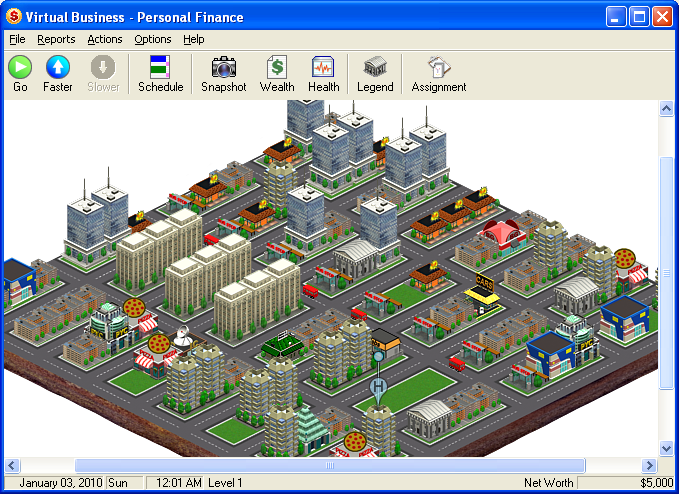 Virtual Business - Personal Finance
File Reports Actions Options Help
Go Faster Slower Schedule Snapshot Wealth Health Legend Assignment
CARS
H
January 03, 2010 Sun 12:01 AM Level 1 Net Worth $5,000